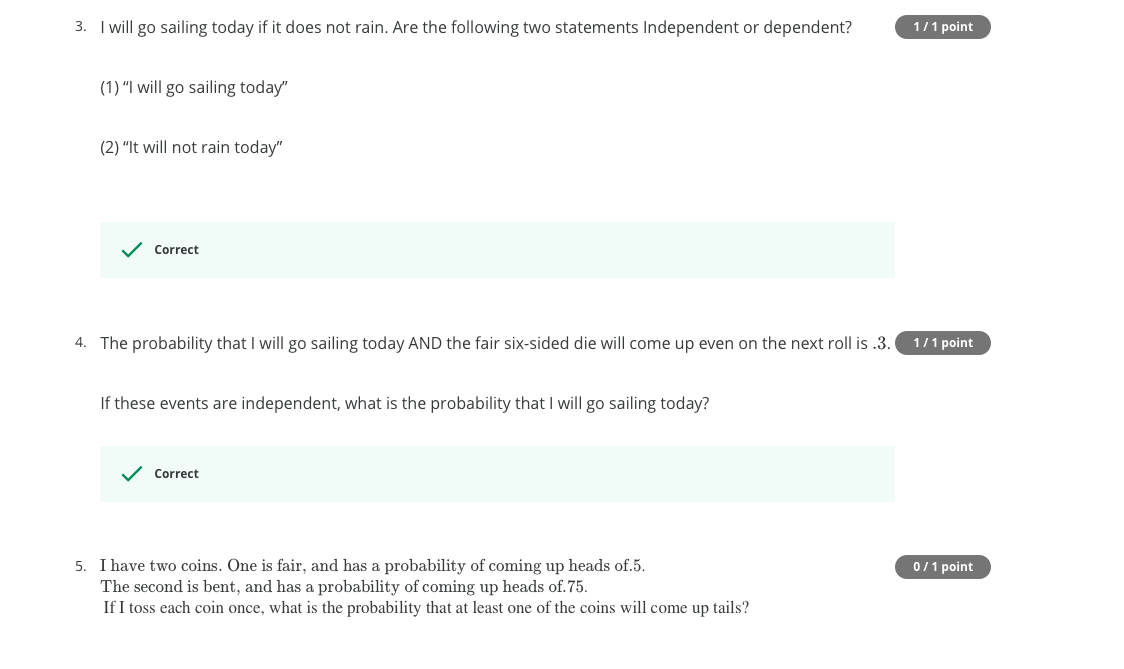 3. I will go sailing today if it does not rain. Are the following two statements Independent or dependent? 1 / 1 point
(1) “I will go sailing today”
(2) “It will not rain today”
Correct
4. The probability that I will go sailing today AND the fair six-sided die will come up even on the next roll is .3. 1 / 1 point
If these events are independent, what is the probability that I will go sailing today?
Correct
5. I have two coins. One is fair, and has a probability of coming up heads of.5. 0 / 1 point
The second is bent, and has a probability of coming up heads of.75.
If I toss each coin once, what is the probability that at least one of the coins will come up tails?